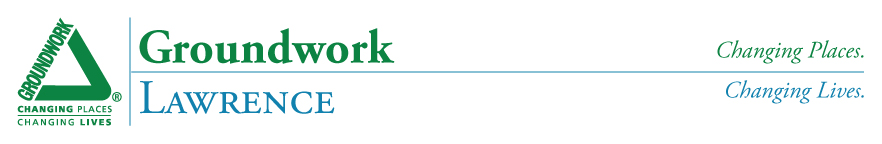 GROUNDWORK
CHANGING PLACES
CHANGING LIVES
®
Groundwork
LAWRENCE
Changing Places.
Changing Lives.